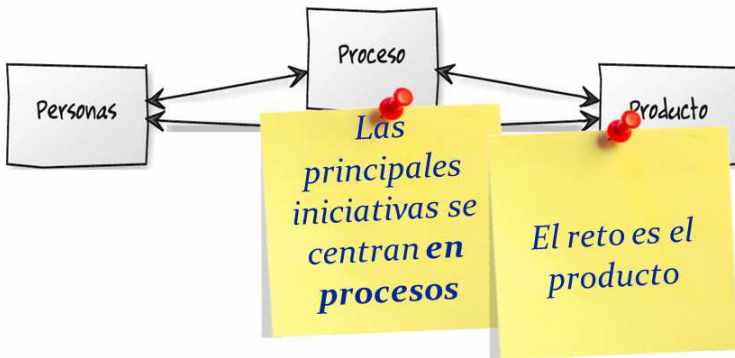 Proceso
Personas
Producto
Las
principales
iniciativas se
centran en
procesos
El reto es el
producto